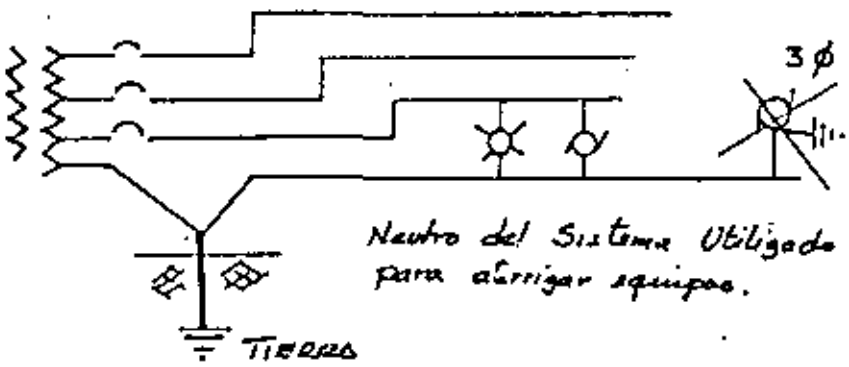 3 Ø
Neutro del Sistema Utilizado
para aterrizar equipos.
TIERRA